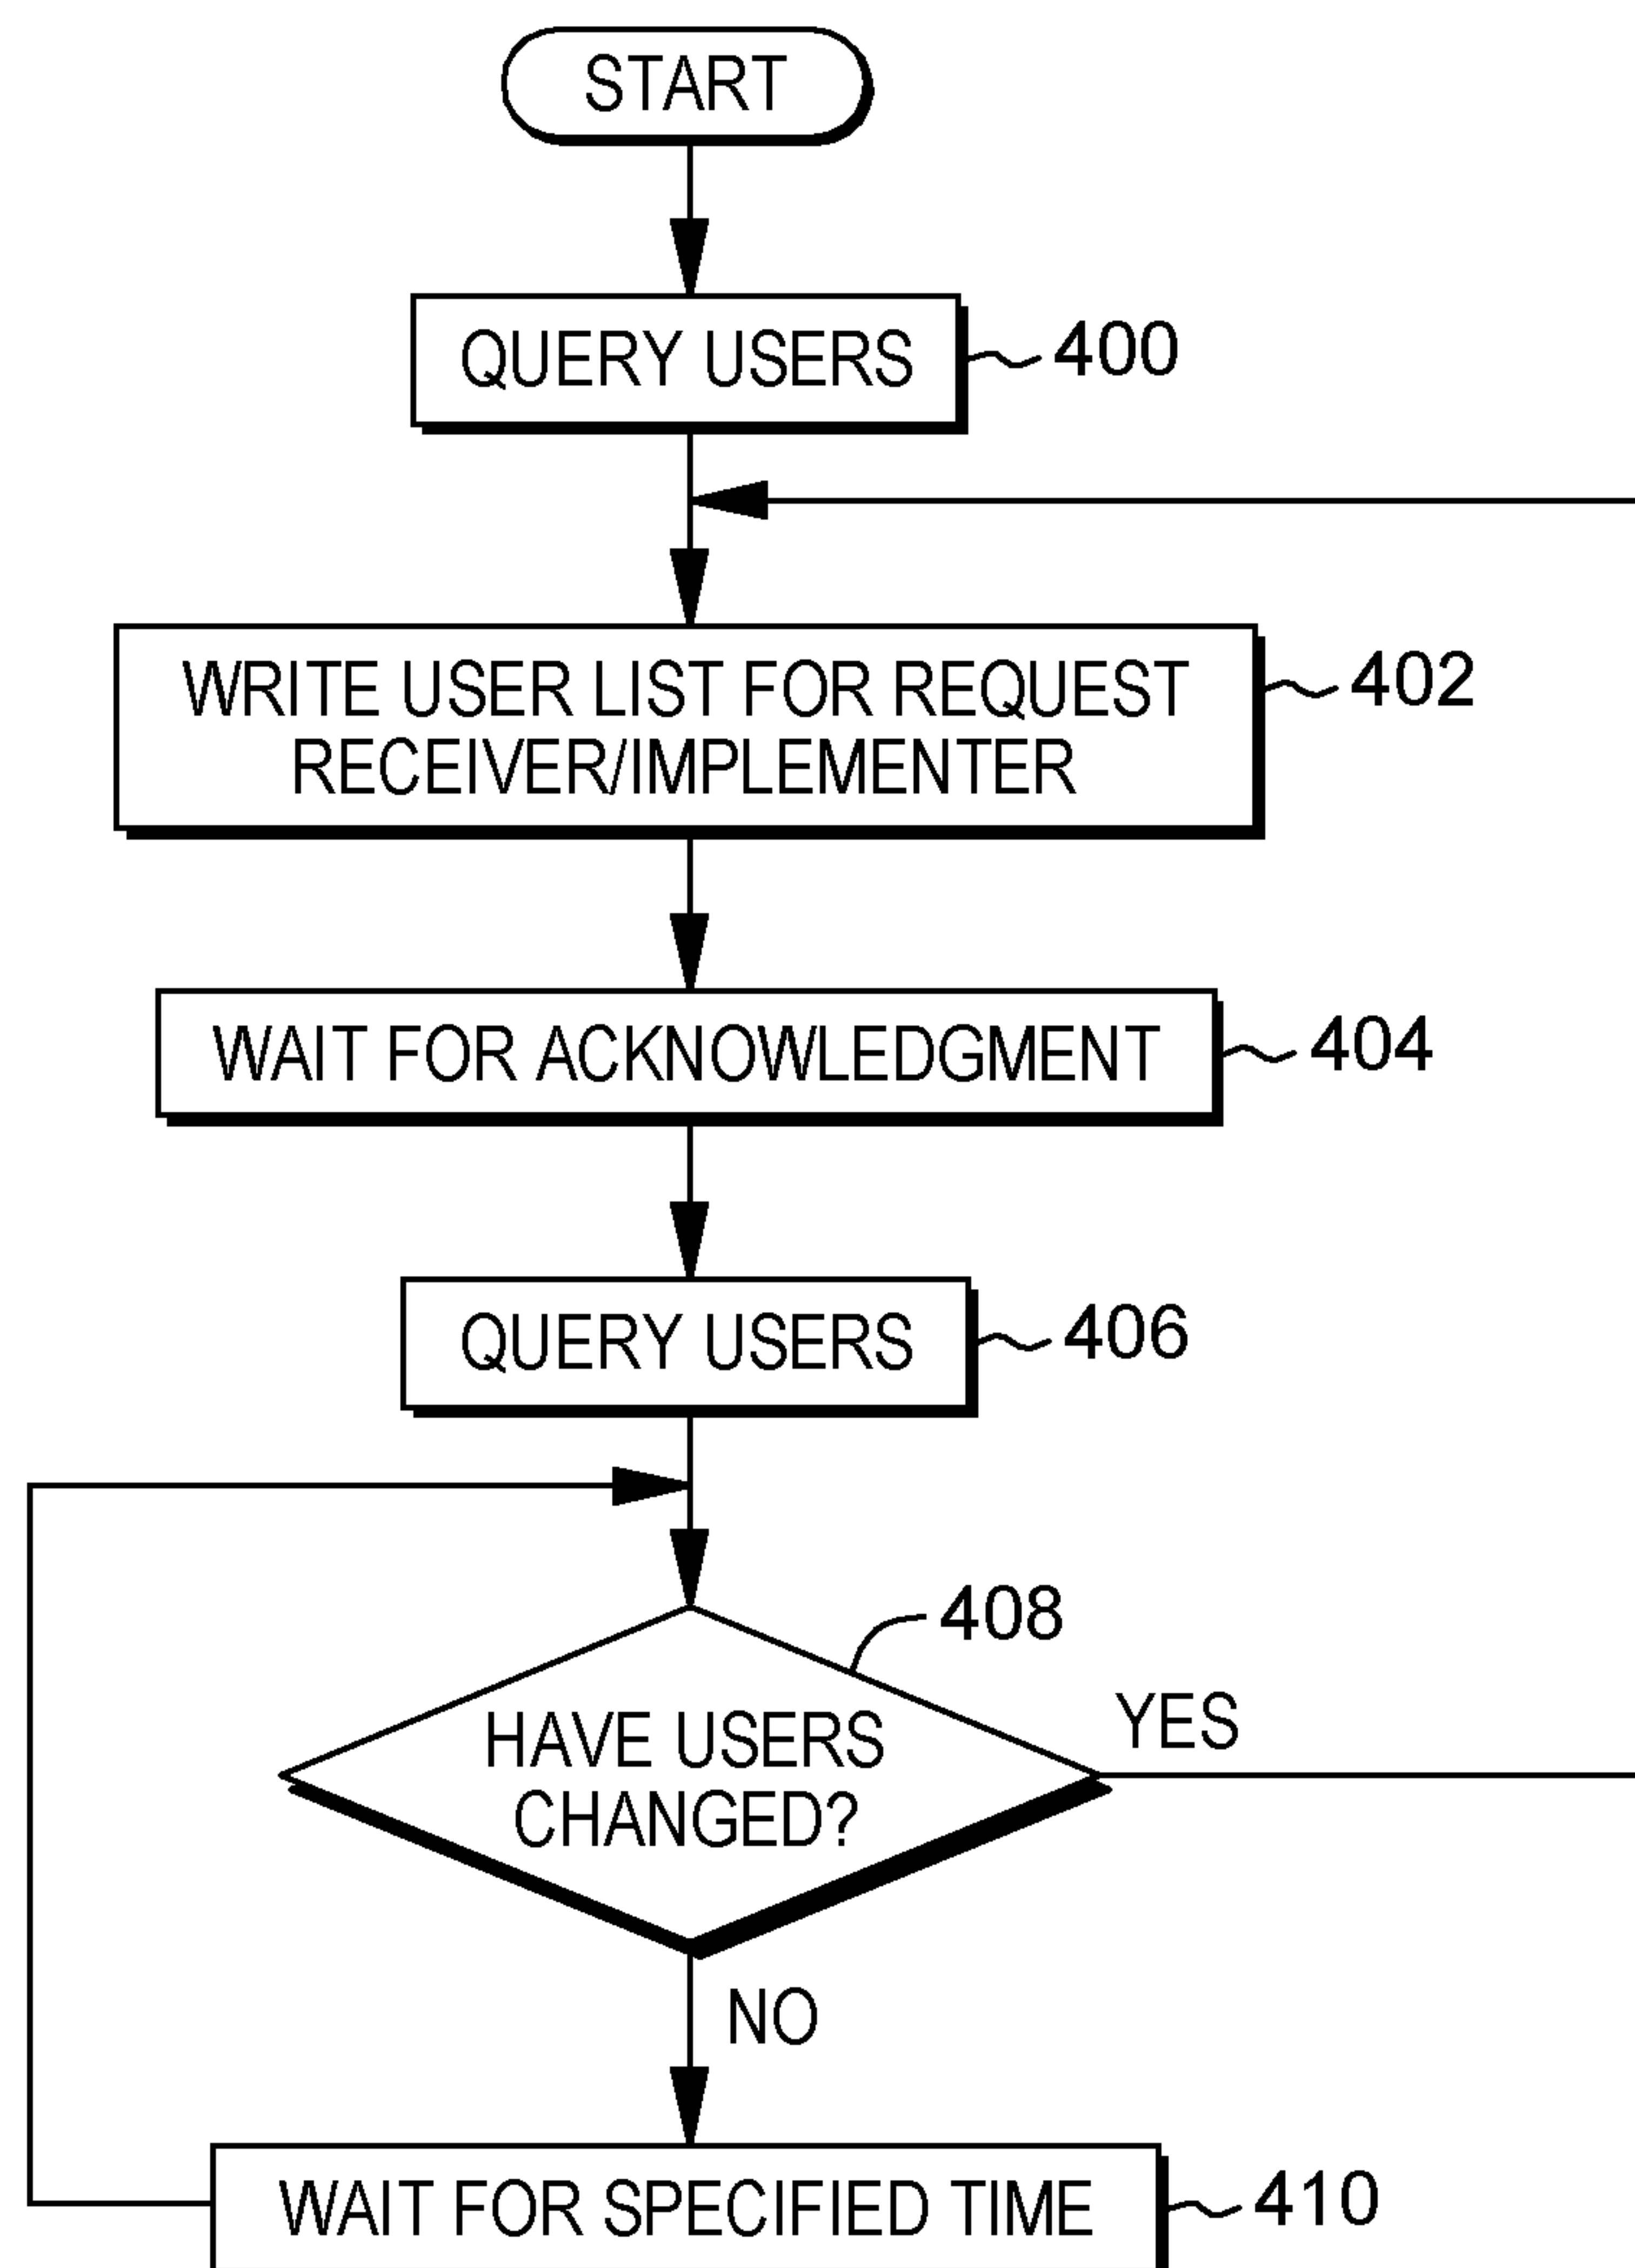 START
QUERY USERS
400
WRITE USER LIST FOR REQUEST
RECEIVER/IMPLEMENTER
402
WAIT FOR ACKNOWLEDGMENT
404
QUERY USERS
406
408
HAVE USERS
CHANGED?
YES
NO
WAIT FOR SPECIFIED TIME
410